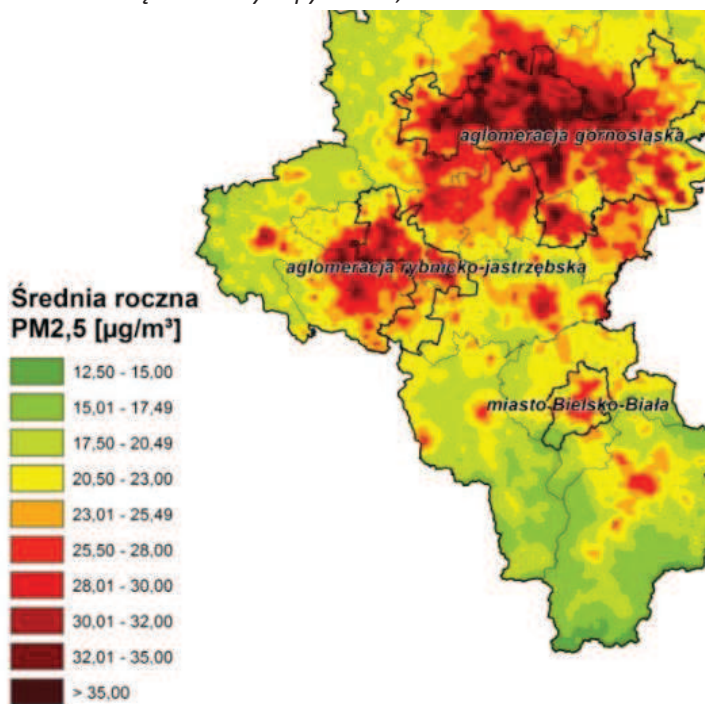 aglomeracja górnośląska
aglomeracja rybnicko-jastrzębska
Średnia roczna
PM2,5 [µg/m³]
12,50 - 15,00
15,01 - 17,49
17,50 - 20,49
20,50 - 23,00
23,01 - 25,49
25,50 - 28,00
28,01 - 30,00
30,01 - 32,00
32,01 - 35,00
> 35,00
miasto Bielsko-Biała